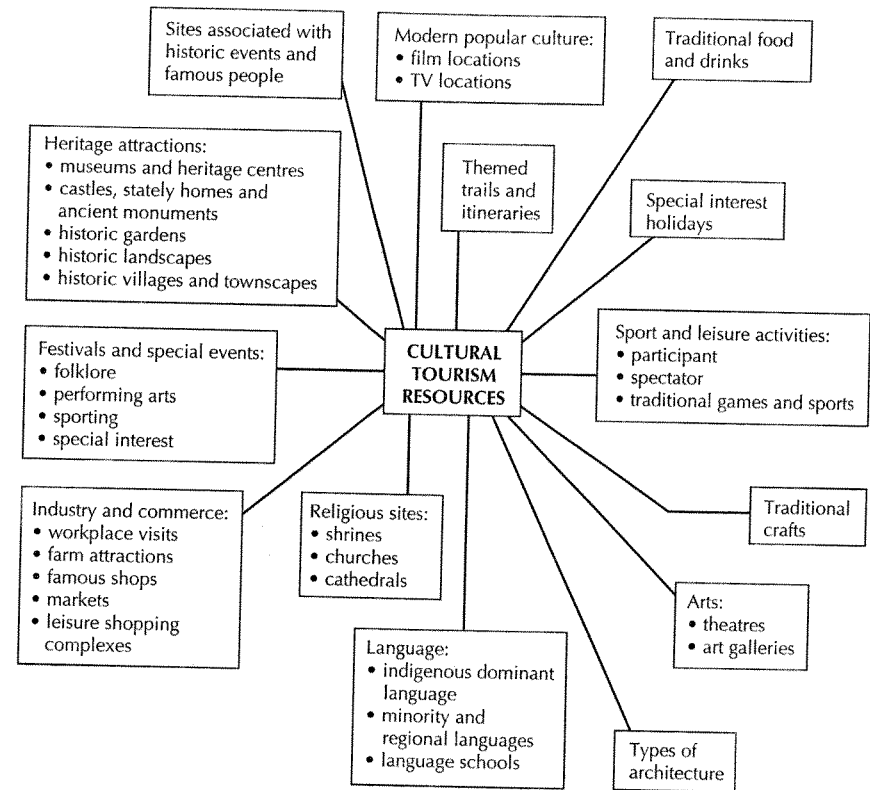 Sites associated with
historic events and
famous people
Modern popular culture:
• film locations
• TV locations
Traditional food
and drinks
Heritage attractions:
• museums and heritage centres
• castles, stately homes and
ancient monuments
• historic gardens
• historic landscapes
• historic villages and townscapes
Themed
trails and
itineraries
Special interest
holidays
Festivals and special events:
• folklore
• performing arts
• sporting
• special interest
CULTURAL
TOURISM
RESOURCES
Sport and leisure activities:
• participant
• spectator
• traditional games and sports
Industry and commerce:
• workplace visits
• farm attractions
• famous shops
• markets
• leisure shopping
complexes
Religious sites:
• shrines
• churches
• cathedrals
Traditional
crafts
Arts:
• theatres
• art galleries
Language:
• indigenous dominant
language
• minority and
regional languages
• language schools
Types of
architecture